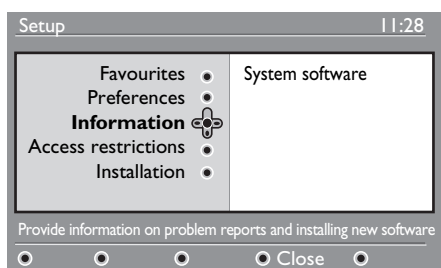 Setup 11:28
Favourites System software
Preferences
Information
Access restrictions
Installation
Provide information on problem reports and installing new software
Close